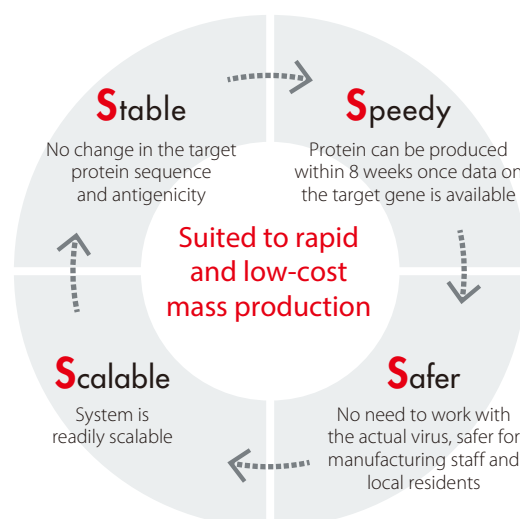 Stable
No change in the target
protein sequence
and antigenicity
Speedy
Protein can be produced
within 8 weeks once data on
the target gene is available
Suited to rapid
and low-cost
mass production
Scalable
System is
readily scalable
Safer
No need to work with
the actual virus, safer for
manufacturing staff and
local residents